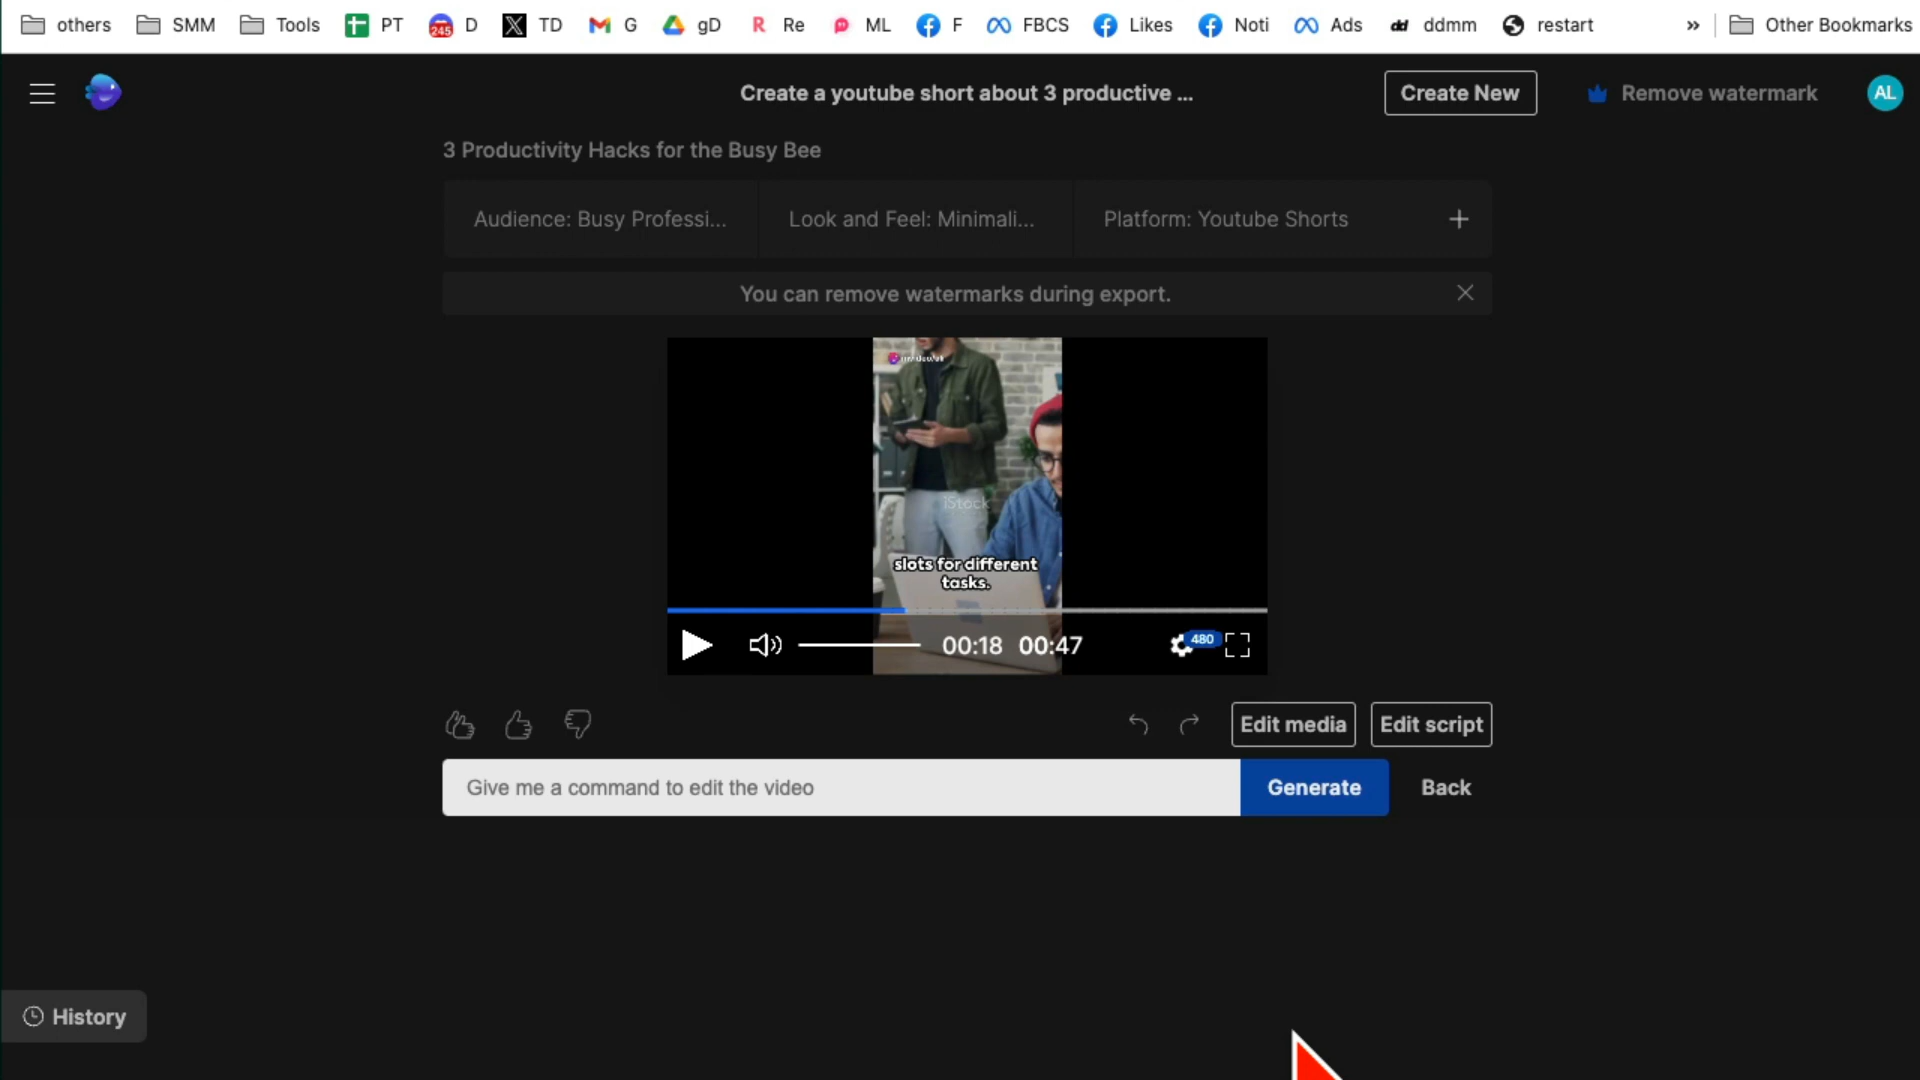 others SMM Tools PT 245 D TD G gD Re ML F FBCS Likes Noti Ads dd ddmm restart » Other Bookmarks
Create a youtube short about 3 productive ... Create New Remove watermark AL
3 Productivity Hacks for the Busy Bee
Audience: Busy Professi... Look and Feel: Minimali... Platform: Youtube Shorts +
You can remove watermarks during export.
iStock
slots for different
tasks.
00:18 00:47 480
Edit media Edit script
Give me a command to edit the video Generate Back
History